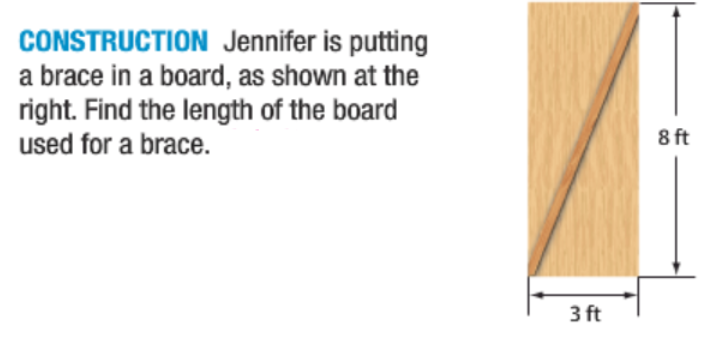 CONSTRUCTION Jennifer is putting
a brace in a board, as shown at the
right. Find the length of the board
used for a brace.
8 ft
3 ft